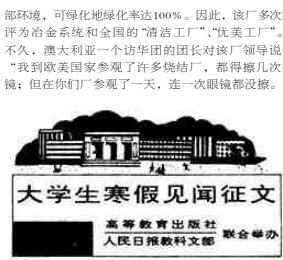 部环境，可绿化地绿化率达100%。因此，该厂多次
评为冶金系统和全国的“清洁工厂”、“优美工厂”。
不久，澳大利亚一个访华团的团长对该厂领导说
“我到欧美国家参观了许多烧结厂，都得擦几次
镜；但在你们厂参观了一天，连一次眼镜都没擦。
大学生寒假见闻征文
高等教育出版社
人民日报教科文部
联合举办